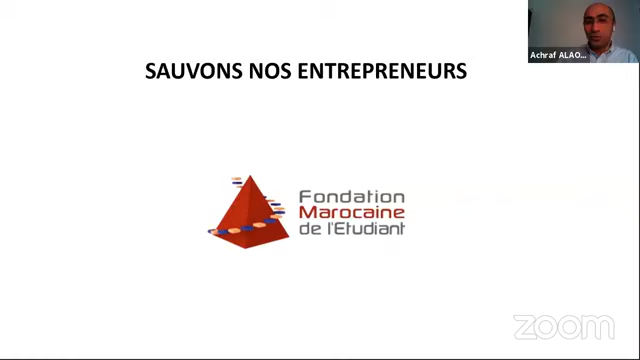 Achraf ALAO...
SAUVONS NOS ENTREPRENEURS
Fondation
Marocaine
de l'Etudiant
zoom